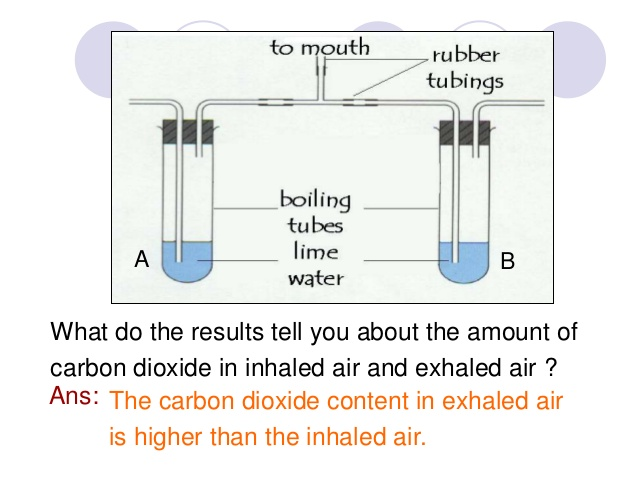 to mouth
rubber
tubings
boiling
tubes
lime
water
A
B
What do the results tell you about the amount of
carbon dioxide in inhaled air and exhaled air ?
Ans: The carbon dioxide content in exhaled air
is higher than the inhaled air.